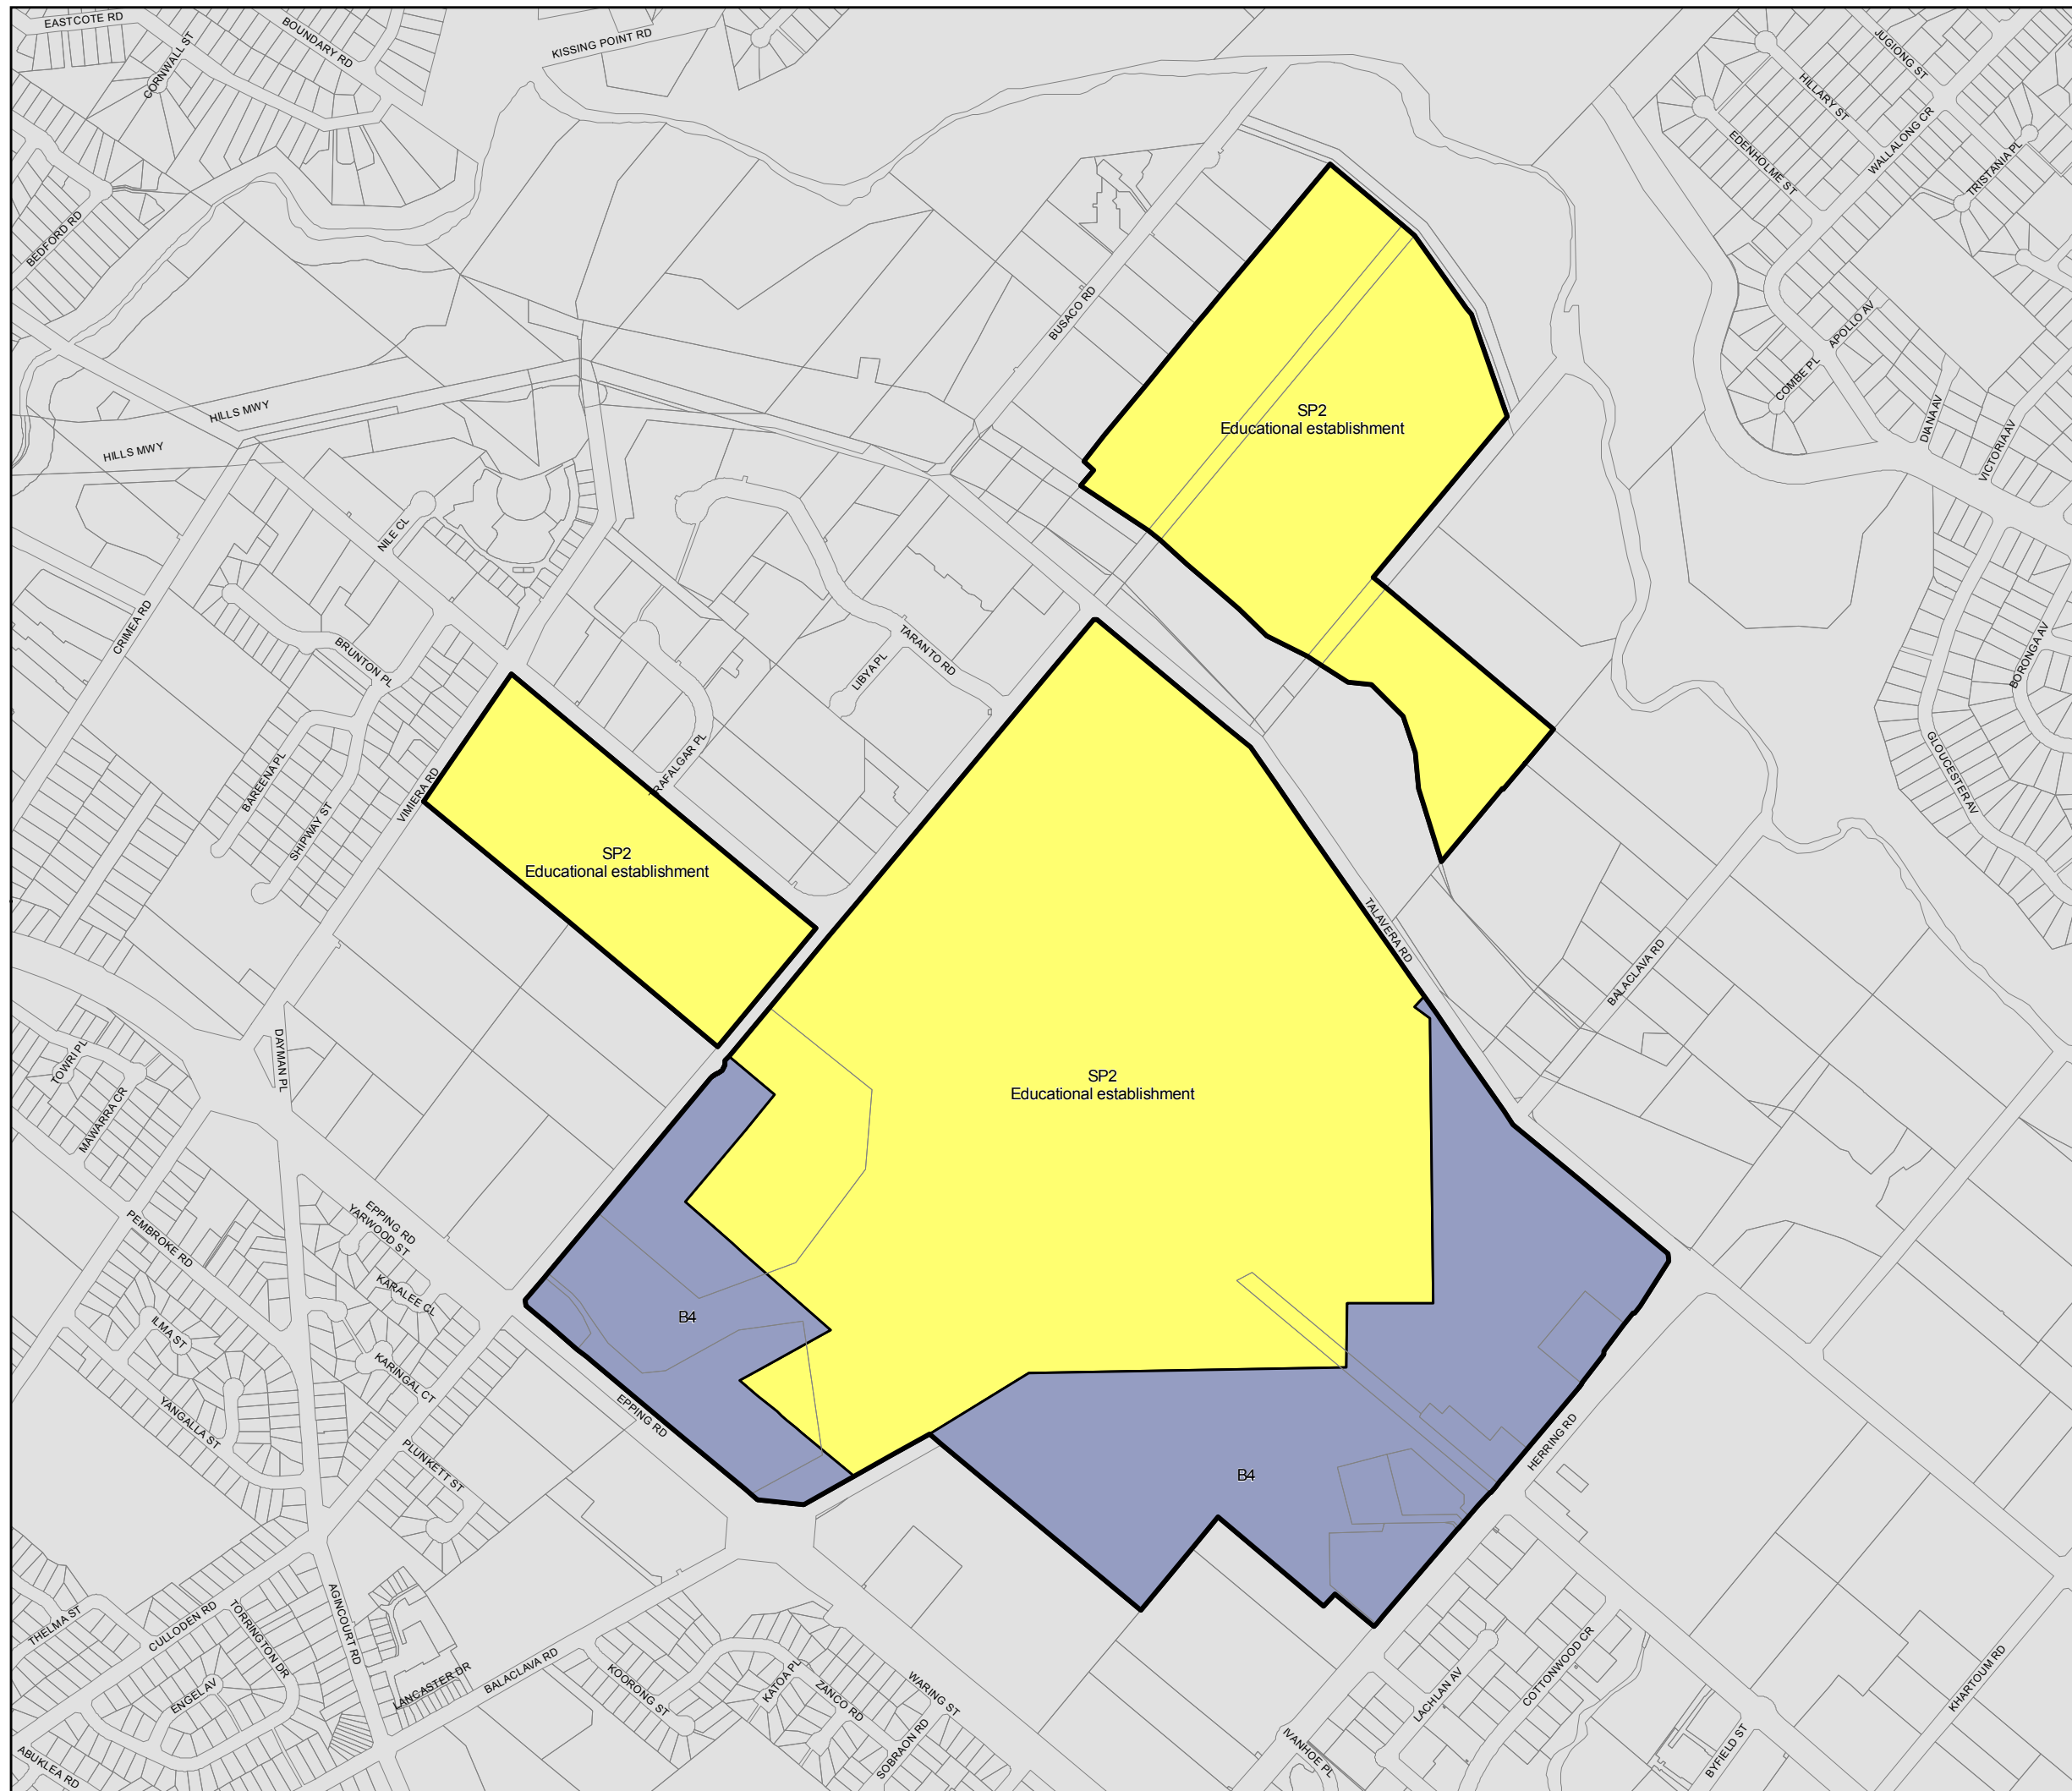 EASTCOTE RD
CORNWALL ST
BOUNDARY RD
KISSING POINT RD
JUGIONG ST
HILLARY ST
WALLALONG CR
EDENHOLME ST
TRISTANIA PL
BEDFORD RD
BUSACO RD
APOLLO AV
COMBE PL
DIANA AV
VICTORIA AV
HILLS MWY
HILLS MWY
SP2
Educational establishment
NILE CL
CRIMEA RD
BRUNTON PL
TARANTO RD
LIBYA PL
BORONGA AV
GLOUCESTER AV
BAREENA PL
SHIPWAY ST
VIMIERA RD
TRAFALGAR PL
SP2
Educational establishment
TALAVERA RD
BALACLAVA RD
DAYMAN PL
TOWRI PL
MAWARRA CR
SP2
Educational establishment
PEMBROKE RD
EPPING RD
YARWOOD ST
KARALEE CL
ILMA ST
KARINGAL CT
B4
YANGALLA ST
EPPING RD
PLUNKETT ST
HERRING RD
B4
THELMA ST
CULLODEN RD
TORRINGTON DR
AGINCOURT RD
ENGEL AV
LANCASTER DR
BALACLAVA RD
KOORONG ST
KATOA PL
ZANCO RD
WARING ST
SOBRAON RD
LACHLAN AV
COTTONWOOD CR
KHARTOUM RD
IVANHOE PL
BYFIELD ST
ABUKLEA RD